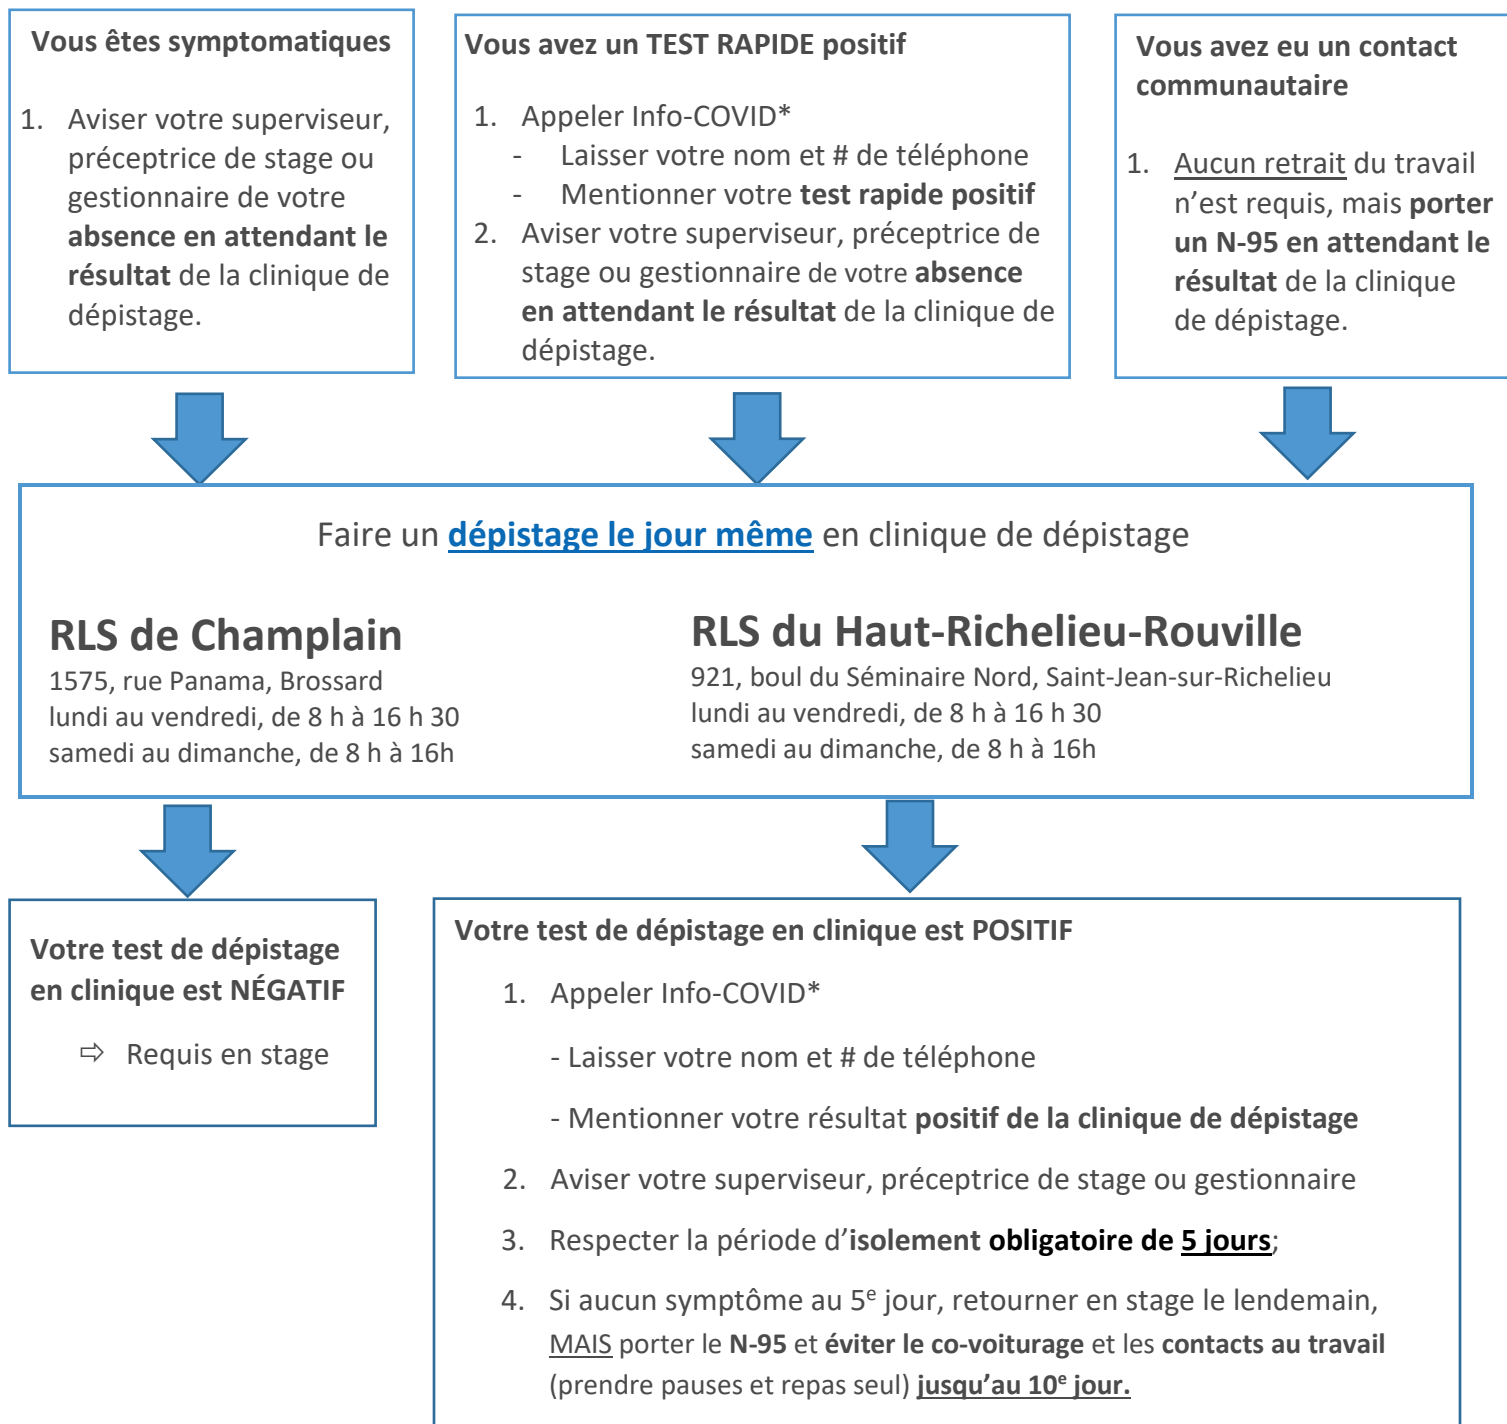 Vous êtes symptomatiques
1. Aviser votre superviseur,
préceptrice de stage ou
gestionnaire de votre
absence en attendant le
résultat de la clinique de
dépistage.
Vous avez un TEST RAPIDE positif
1. Appeler Info-COVID*
- Laisser votre nom et # de téléphone
- Mentionner votre test rapide positif
2. Aviser votre superviseur, préceptrice de
stage ou gestionnaire de votre absence
en attendant le résultat de la clinique de
dépistage.
Vous avez eu un contact
communautaire
1. Aucun retrait du travail
n’est requis, mais porter
un N-95 en attendant le
résultat de la clinique
de dépistage.
Faire un dépistage le jour même en clinique de dépistage
RLS de Champlain
1575, rue Panama, Brossard
lundi au vendredi, de 8 h à 16 h 30
samedi au dimanche, de 8 h à 16h
RLS du Haut-Richelieu-Rouville
921, boul du Séminaire Nord, Saint-Jean-sur-Richelieu
lundi au vendredi, de 8 h à 16 h 30
samedi au dimanche, de 8 h à 16h
Votre test de dépistage
en clinique est NÉGATIF
⇨ Requis en stage
Votre test de dépistage en clinique est POSITIF
1. Appeler Info-COVID*
- Laisser votre nom et # de téléphone
- Mentionner votre résultat positif de la clinique de dépistage
2. Aviser votre superviseur, préceptrice de stage ou gestionnaire
3. Respecter la période d’isolement obligatoire de 5 jours;
4. Si aucun symptôme au 5e jour, retourner en stage le lendemain,
MAIS porter le N-95 et éviter le co-voiturage et les contacts au travail
(prendre pauses et repas seul) jusqu’au 10e jour.